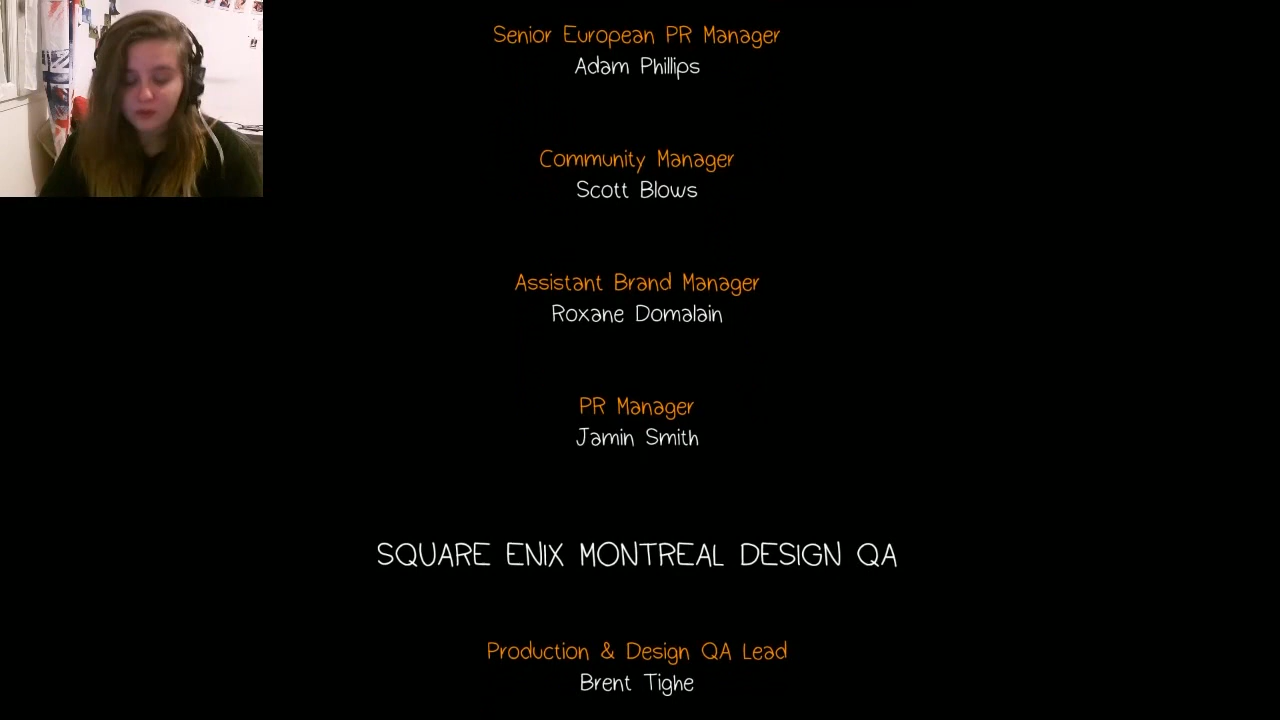 Senior European PR Manager
Adam Phillips
Community Manager
Scott Blows
Assistant Brand Manager
Roxane Domalain
PR Manager
Jamin Smith
SQUARE ENIX MONTREAL DESIGN QA
Production & Design QA Lead
Brent Tighe